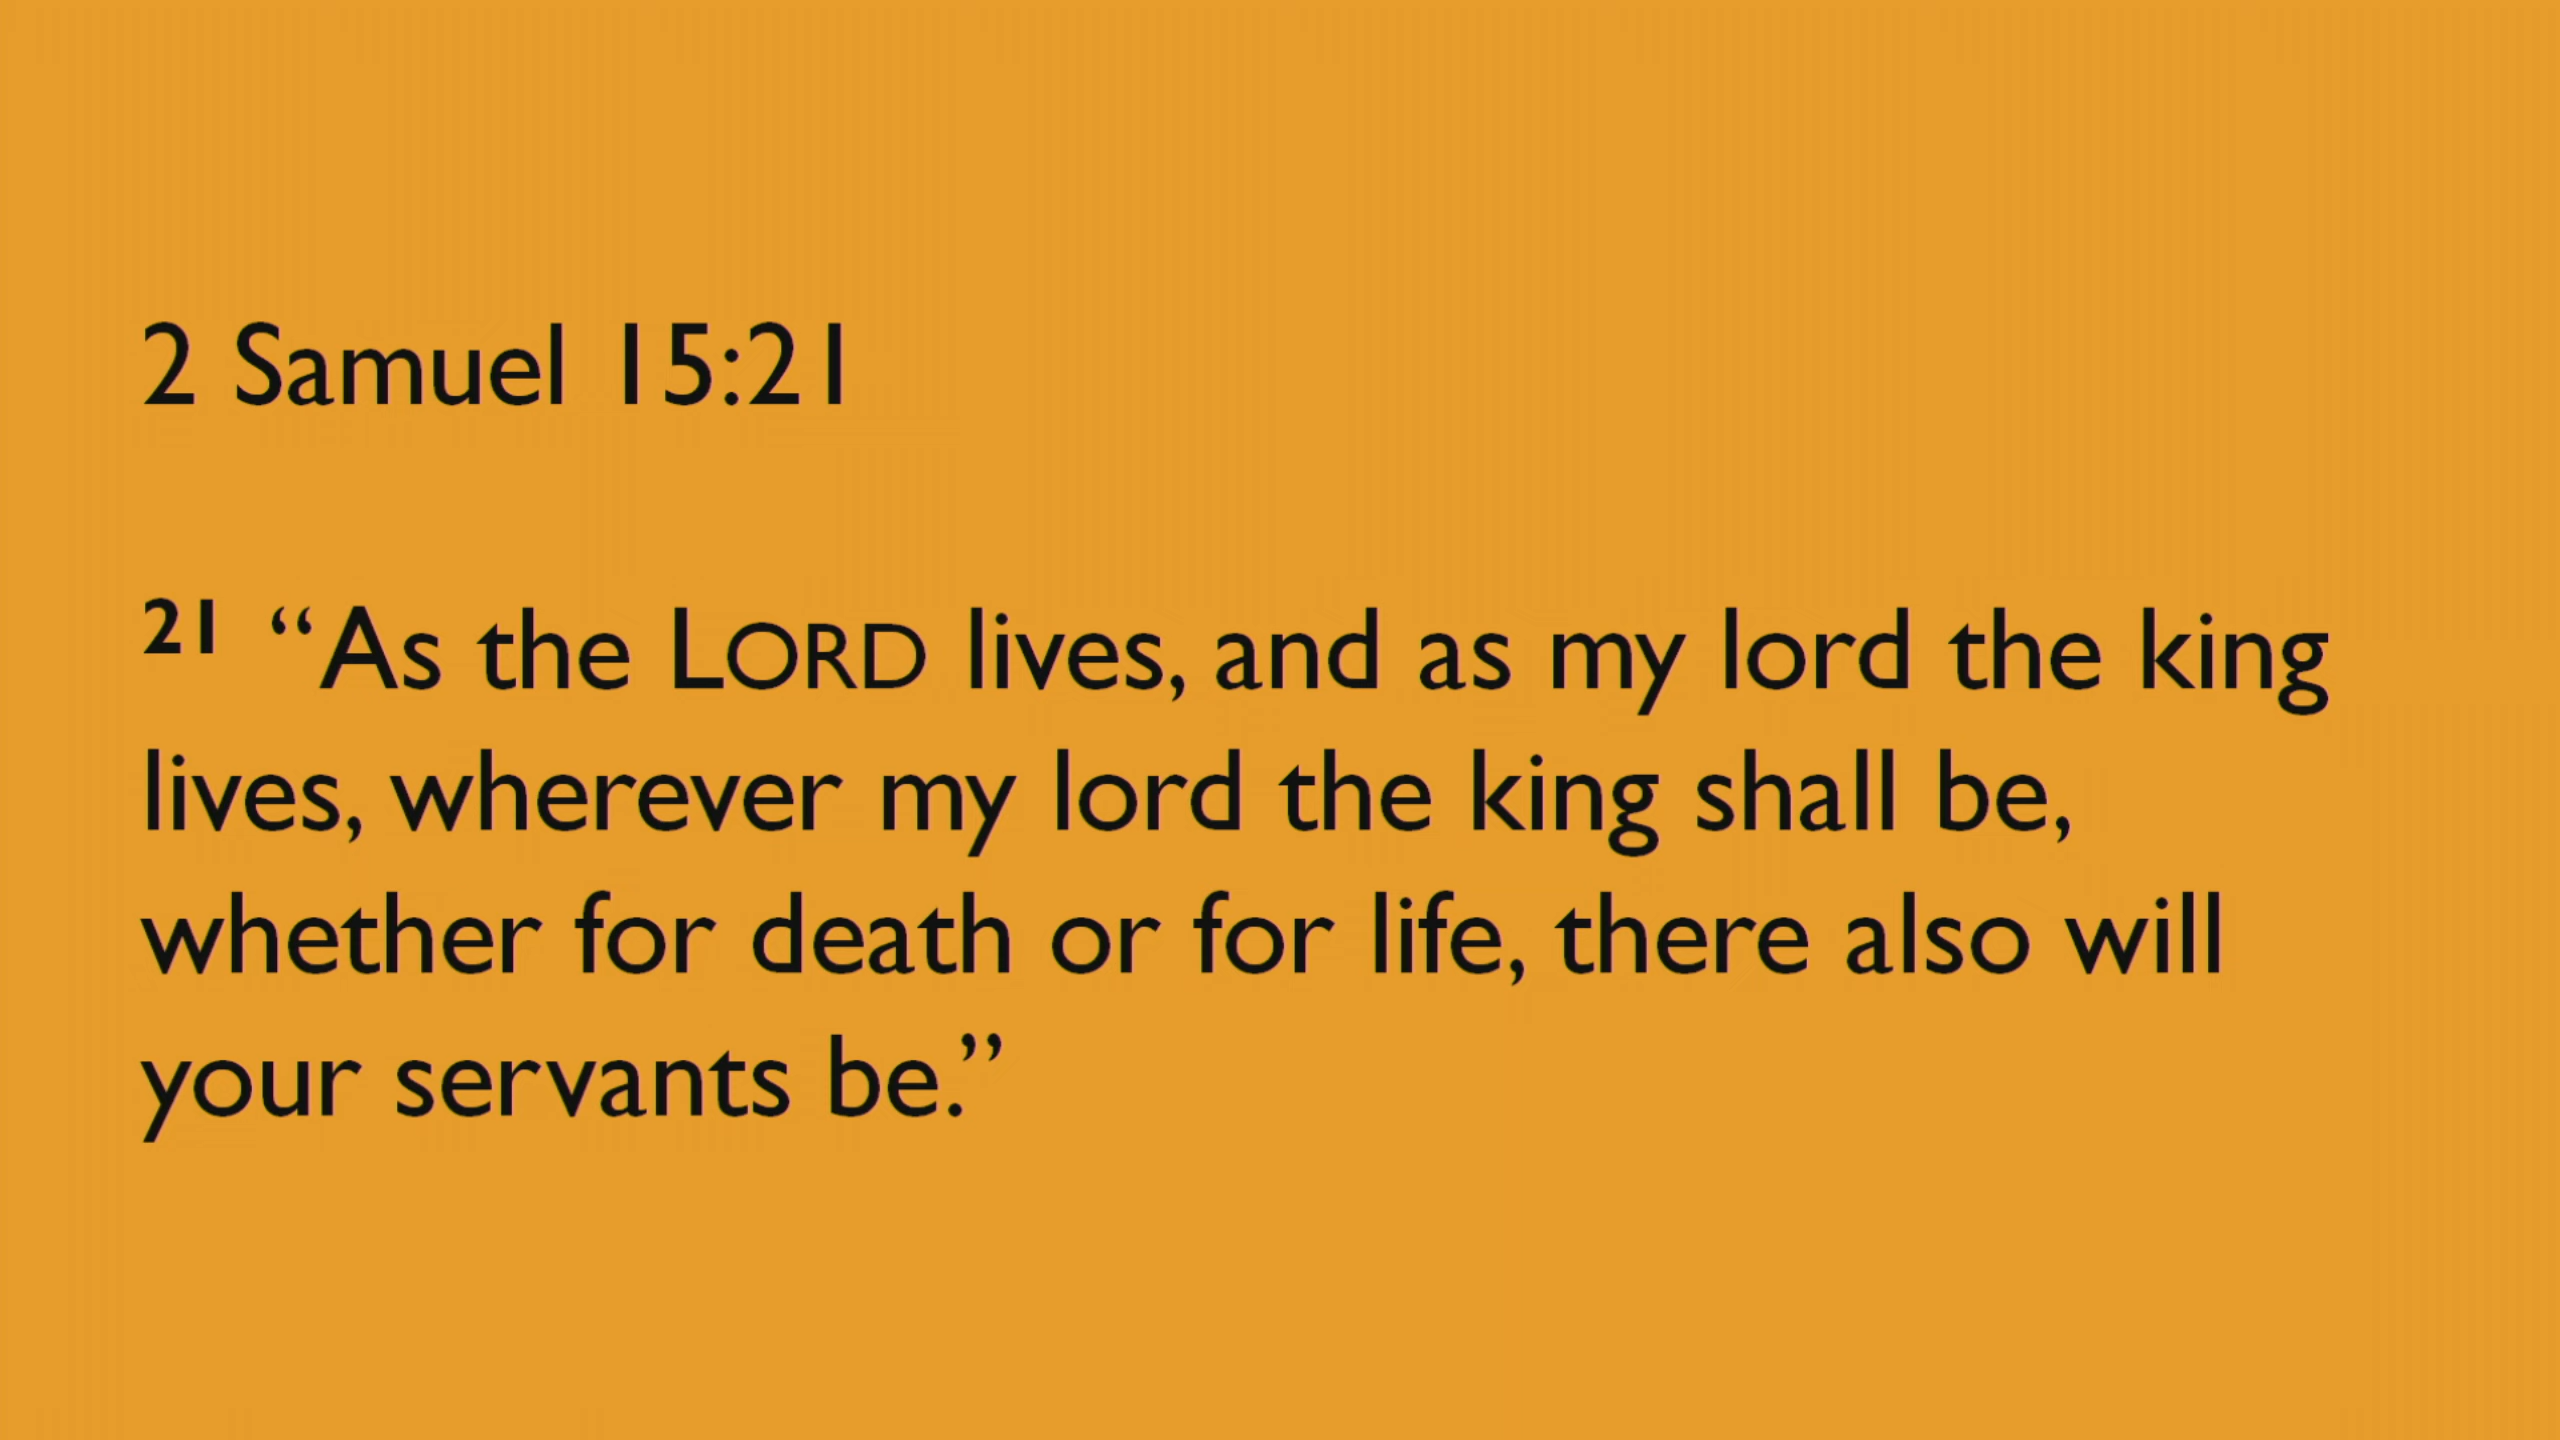 2 Samuel 15:21
21 “As the LORD lives, and as my lord the king
lives, wherever my lord the king shall be,
whether for death or for life, there also will
your servants be.”